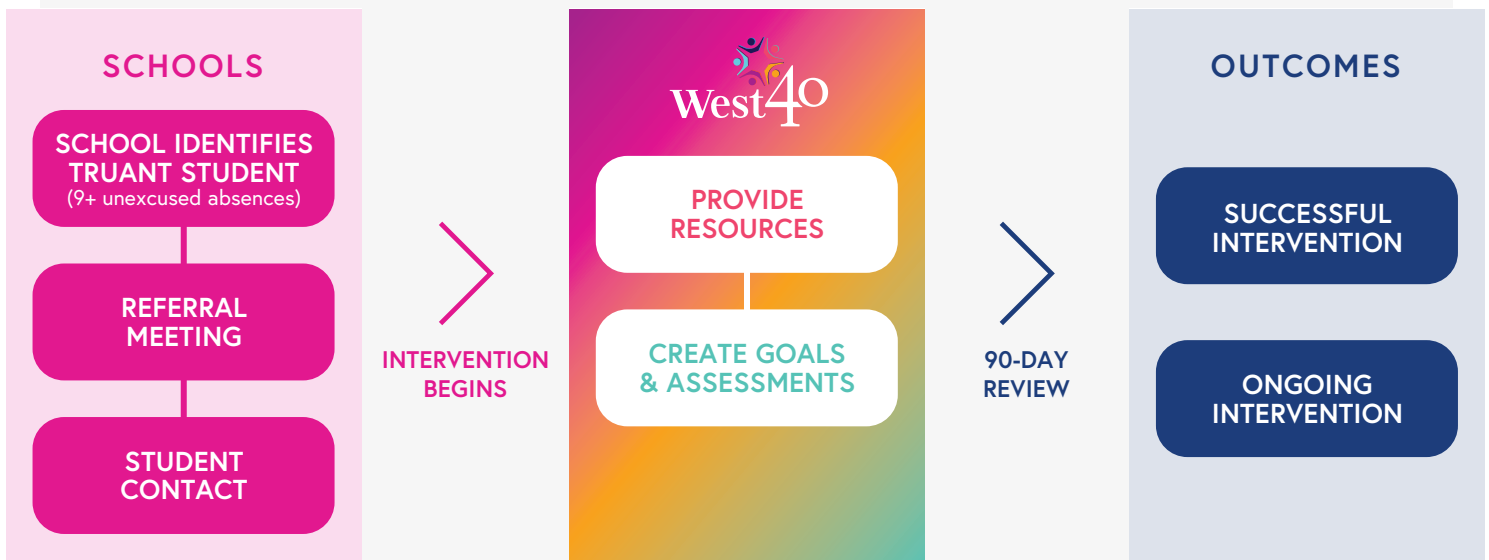 SCHOOLS
SCHOOL IDENTIFIES
TRUANT STUDENT
(9+ unexcused absences)
REFERRAL
MEETING
STUDENT
CONTACT
INTERVENTION
BEGINS
West40
PROVIDE
RESOURCES
CREATE GOALS
& ASSESSMENTS
90-DAY
REVIEW
OUTCOMES
SUCCESSFUL
INTERVENTION
ONGOING
INTERVENTION